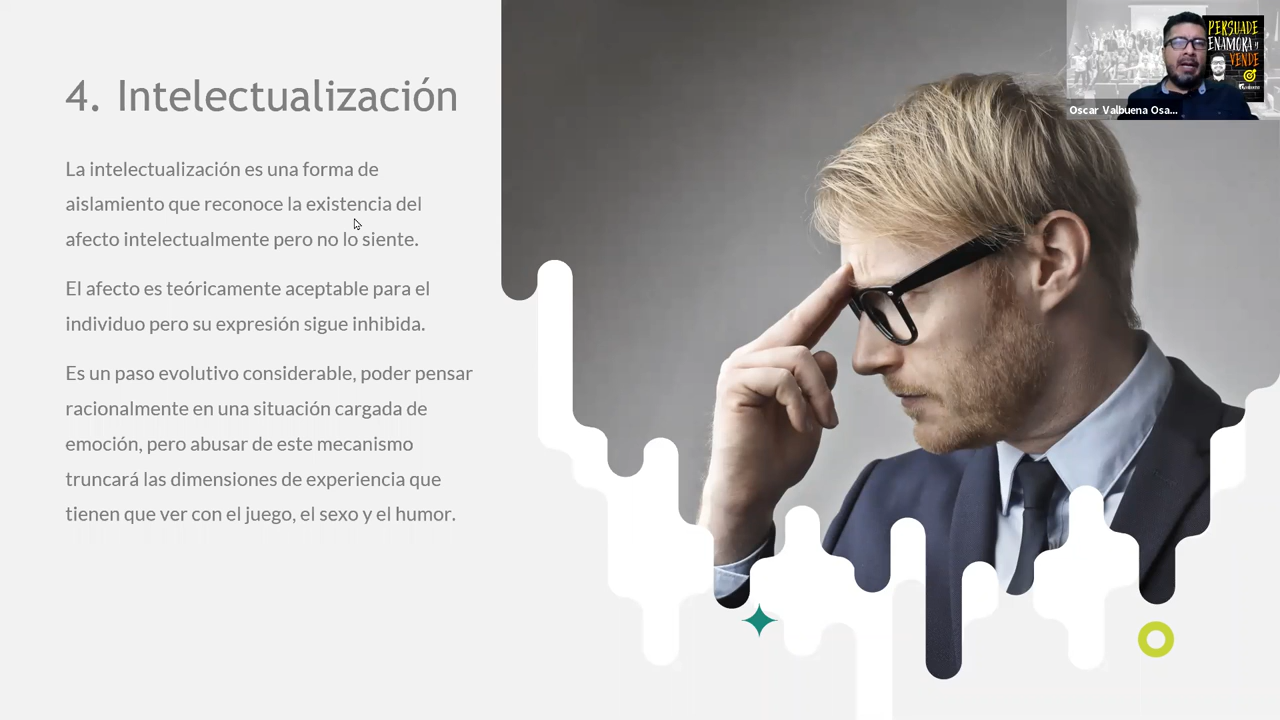 4. Intelectualización
La intelectualización es una forma de
aislamiento que reconoce la existencia del
afecto intelectualmente pero no lo siente.
El afecto es teóricamente aceptable para el
individuo pero su expresión sigue inhibida.
Es un paso evolutivo considerable, poder pensar
racionalmente en una situación cargada de
emoción, pero abusar de este mecanismo
truncará las dimensiones de experiencia que
tienen que ver con el juego, el sexo y el humor.
PERSUADE
ENAMORA y
VENDE
Oscar Valbuena Osa...